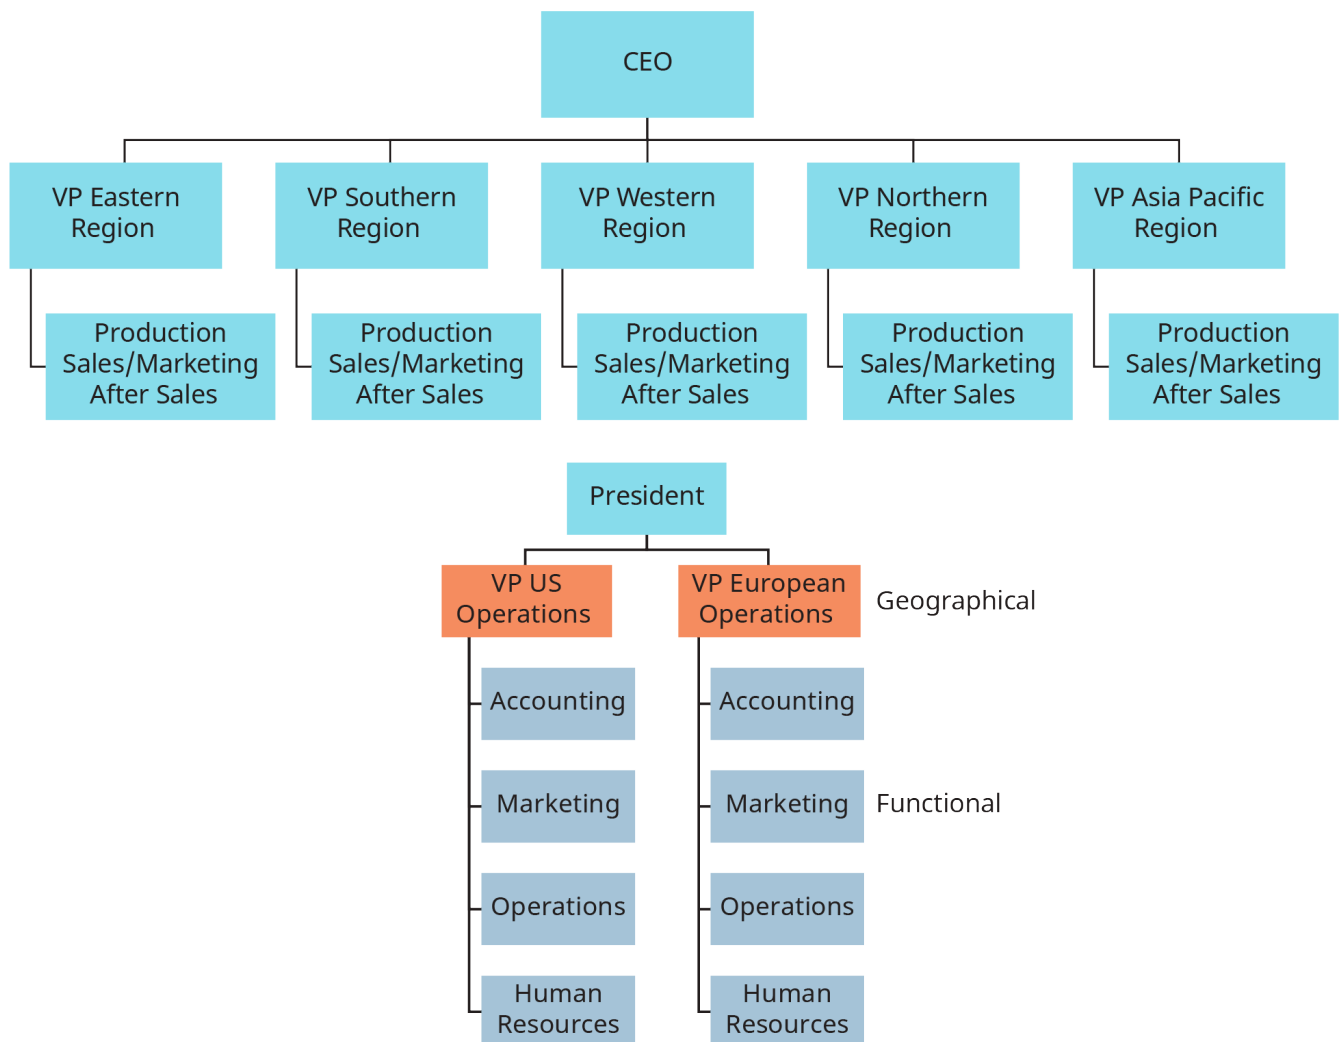 CEO
VP Eastern
Region
VP Southern
Region
VP Western
Region
VP Northern
Region
VP Asia Pacific
Region
Production
Sales/Marketing
After Sales
Production
Sales/Marketing
After Sales
Production
Sales/Marketing
After Sales
Production
Sales/Marketing
After Sales
Production
Sales/Marketing
After Sales
President
VP US
Operations
VP European
Operations
Geographical
Accounting
Accounting
Marketing
Marketing
Functional
Operations
Operations
Human
Resources
Human
Resources